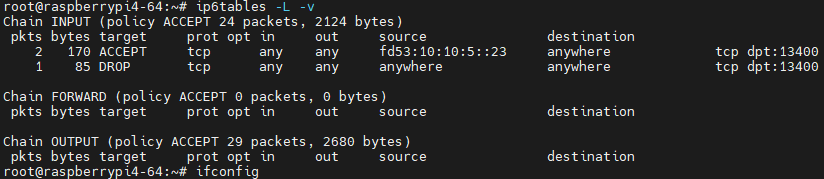 root@raspberrypi4-64:~# ip6tables -L -v
Chain INPUT (policy ACCEPT 24 packets, 2124 bytes)
 pkts bytes target     prot opt in     out     source               destination
    2   170 ACCEPT     tcp      any    any     fd53:10:10:5::23     anywhere             tcp dpt:13400
    1    85 DROP       tcp      any    any     anywhere             anywhere             tcp dpt:13400

Chain FORWARD (policy ACCEPT 0 packets, 0 bytes)
 pkts bytes target     prot opt in     out     source               destination

Chain OUTPUT (policy ACCEPT 29 packets, 2680 bytes)
 pkts bytes target     prot opt in     out     source               destination
root@raspberrypi4-64:~# ifconfig